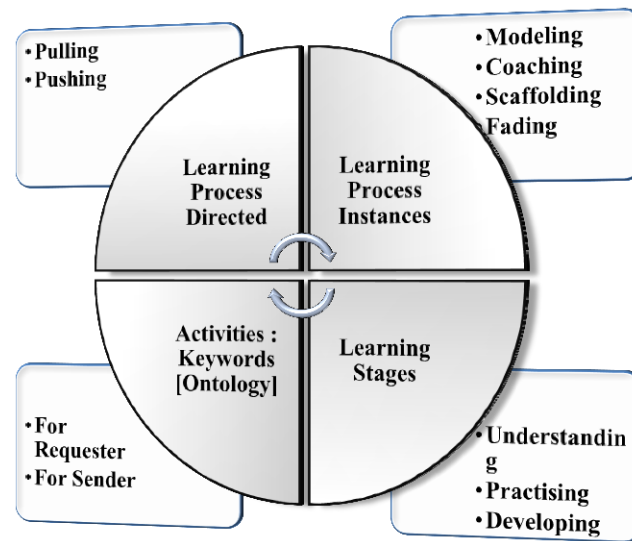 • Pulling
• Pushing
• Modeling
• Coaching
• Scaffolding
• Fading
Learning
Process
Directed
Learning
Process
Instances
Activities :
Keywords
[Ontology]
Learning
Stages
• For
Requester
• For Sender
• Understandin
g
• Practising
• Developing